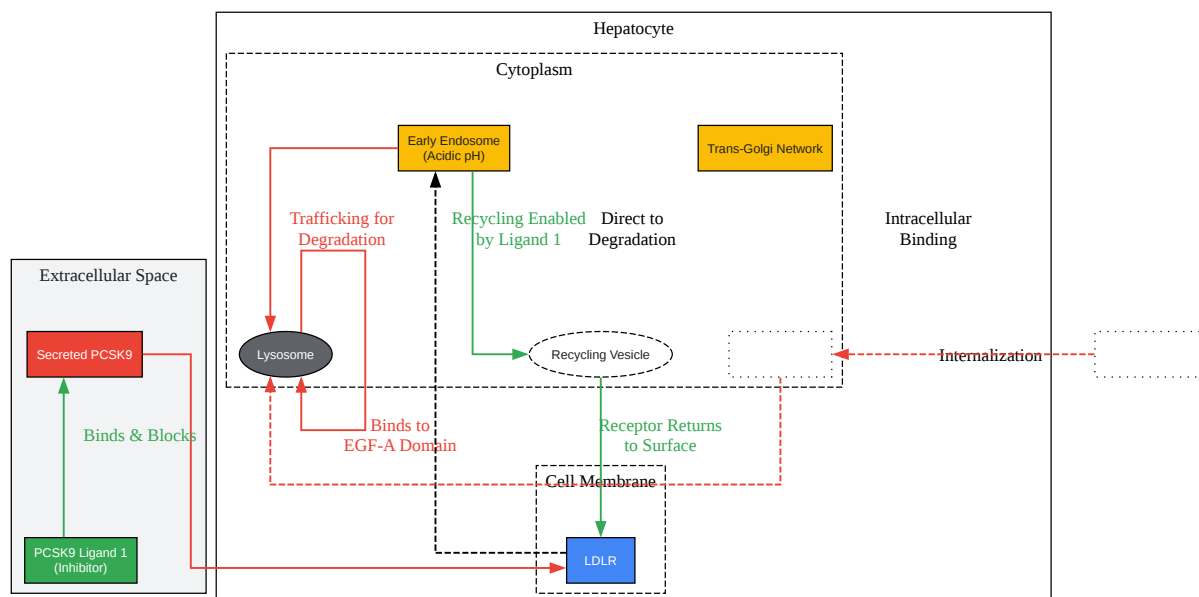 Hepatocyte
Cytoplasm
Early Endosome
(Acidic pH)
Trans-Golgi Network
Trafficking for
Degradation
Recycling Enabled
by Ligand 1
Direct to
Degradation
Intracellular
Binding
Extracellular Space
Secreted PCSK9
Lysosome
Recycling Vesicle
Internalization
Binds & Blocks
Binds to
EGF-A Domain
Receptor Returns
to Surface
Cell Membrane
PCSK9 Ligand 1
(Inhibitor)
LDLR